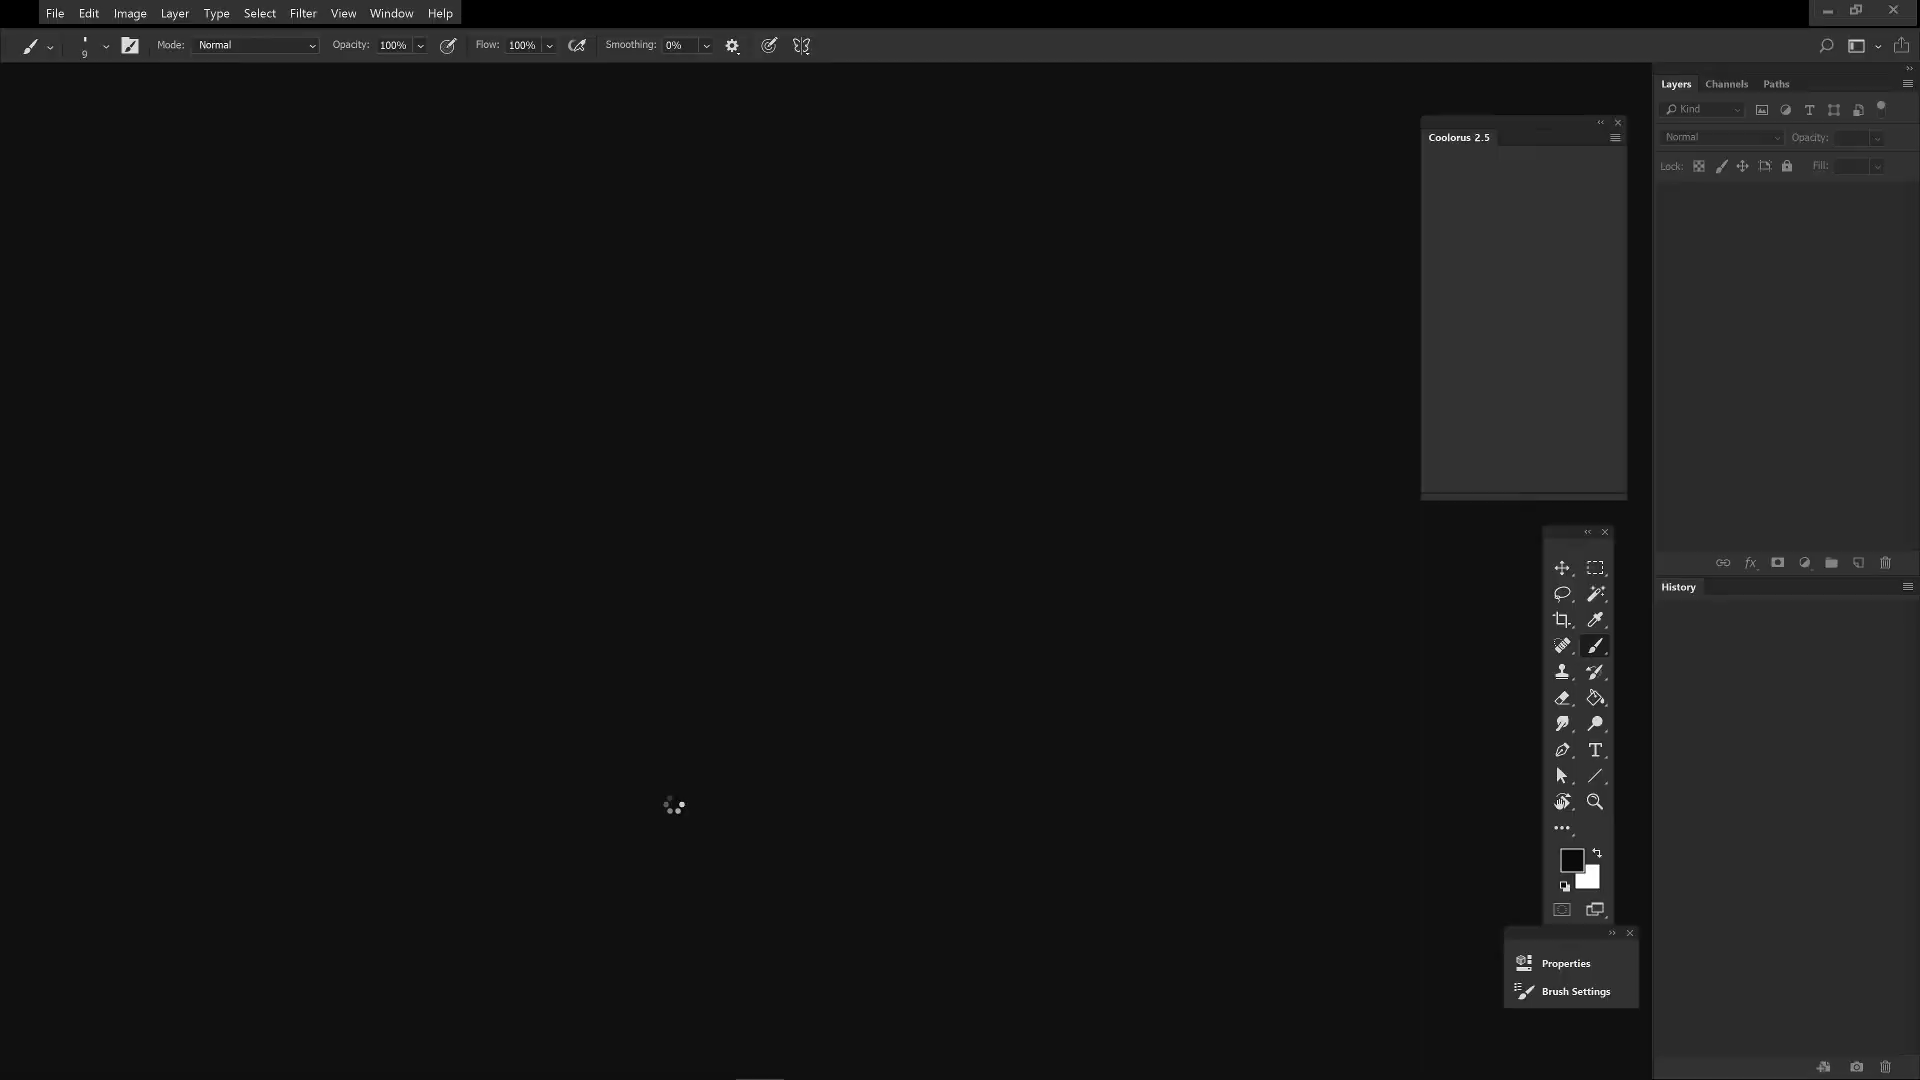 File Edit Image Layer Type Select Filter View Window Help
9 Mode: Normal Opacity: 100% Flow: 100% Smoothing: 0%
Layers Channels Paths
Kind
Normal Opacity:
Lock: Fill:
Coolorus 2.5
History
Properties
Brush Settings